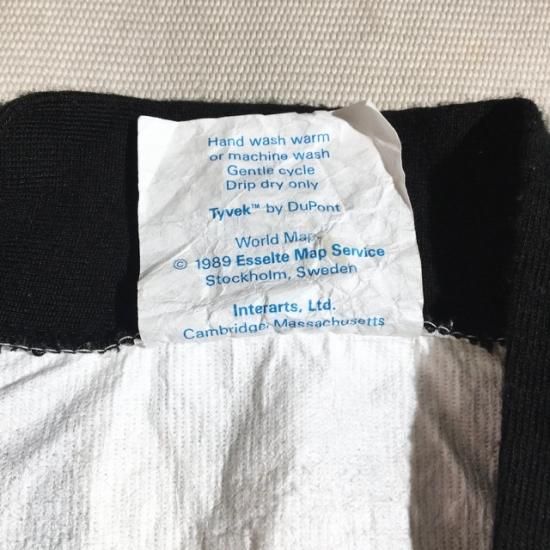 Hand wash warm
or machine wash
Gentle cycle
Drip dry only
Tyvek™ by DuPont
World Map
© 1989 Esselte Map Service
Stockholm, Sweden
Interarts, Ltd.
Cambridge, Massachusetts